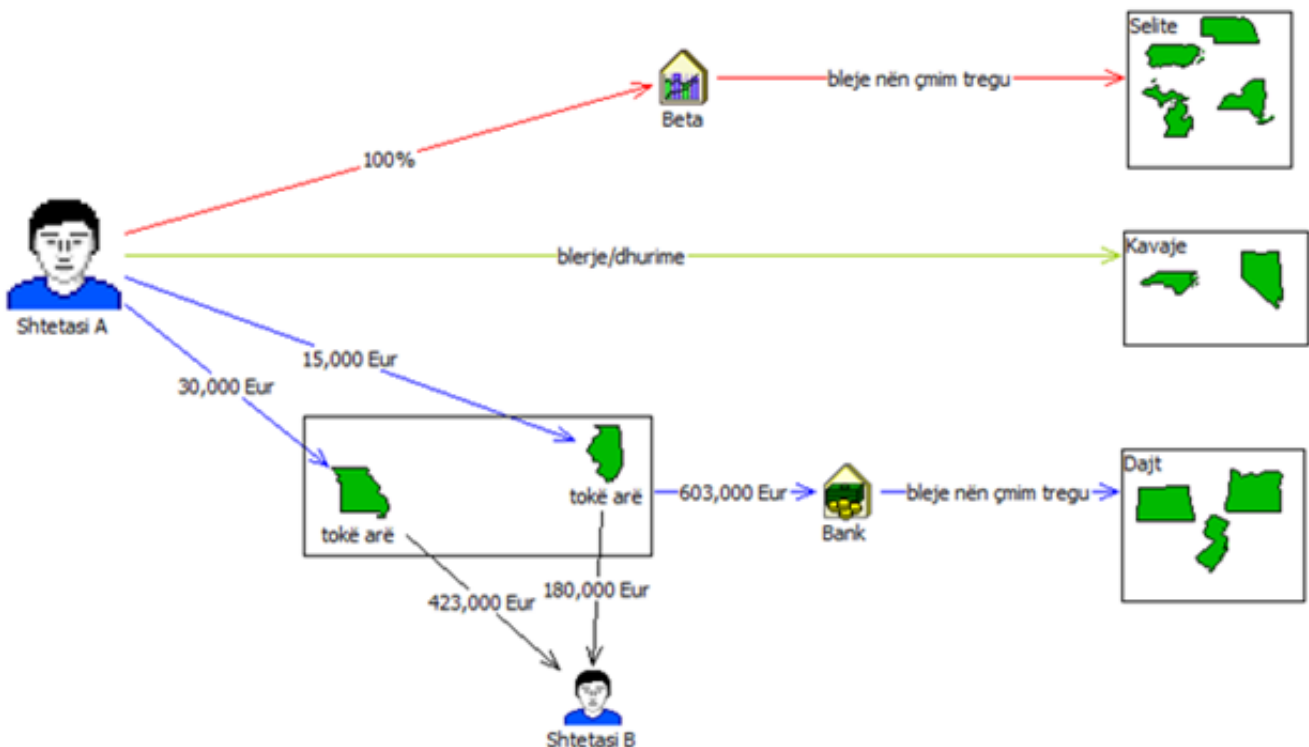 Selite
bleje nën çmim tregu
Beta
100%
Kavaje
blerje/dhurime
Shtetasi A
15,000 Eur
30,000 Eur
Dajt
tokë arë
603,000 Eur
bleje nën çmim tregu
tokë arë
Bank
180,000 Eur
423,000 Eur
Shtetasi B